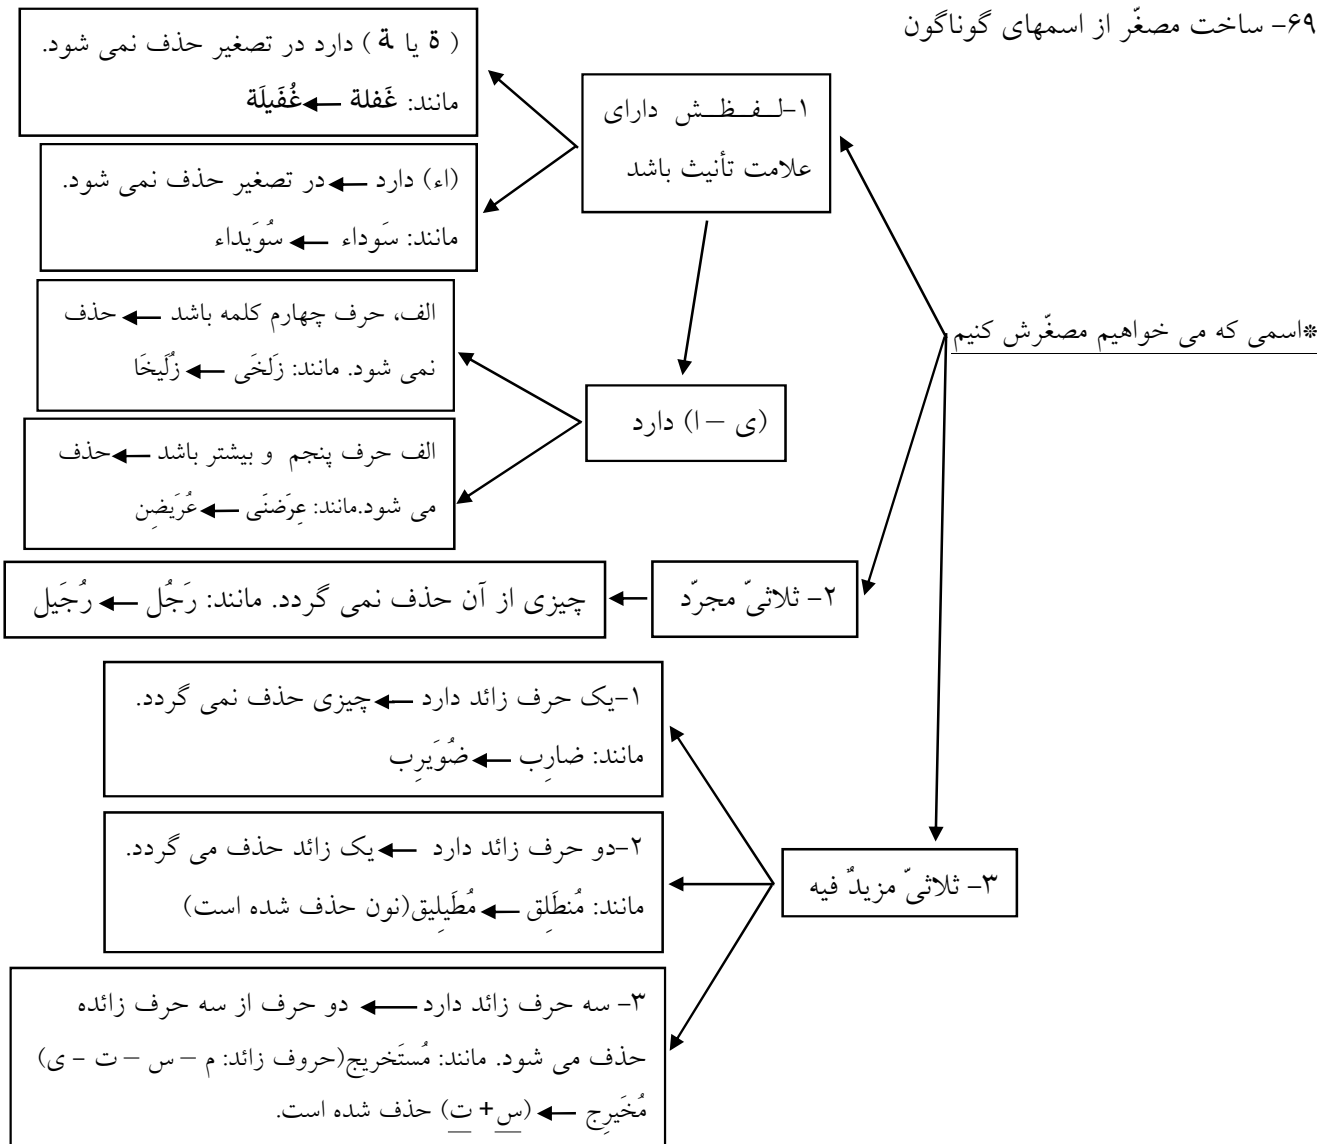 ۶۹- ساخت مصغّر از اسمهای گوناگون
*اسمی که می خواهیم مصغّرش کنیم
۱-لـفـظـش دارای
علامت تأنیث باشد
( ة یا ـة ) دارد در تصغیر حذف نمی شود.
مانند: غَفلة ← غُفَیلَة
(اء) دارد ← در تصغیر حذف نمی شود.
مانند: سَوداء ← سُوَیداء
(ی – ا) دارد
الف، حرف چهارم کلمه باشد ← حذف
نمی شود. مانند: زَلخَی ← زُلَیخَا
الف حرف پنجم و بیشتر باشد ← حذف
می شود.مانند: عِرَضنَی ← عُرَیضِن
۲- ثلاثیّ مجرّد
چیزی از آن حذف نمی گردد. مانند: رَجُل ← رُجَیل
۳- ثلاثیّ مزیدٌ فیه
۱-یک حرف زائد دارد ← چیزی حذف نمی گردد.
مانند: ضارِب ← ضُوَیرِب
۲-دو حرف زائد دارد ← یک زائد حذف می گردد.
مانند: مُنطَلِق ← مُطَیلِیق(نون حذف شده است)
۳- سه حرف زائد دارد ← دو حرف از سه حرف زائده
حذف می شود. مانند: مُستَخریج(حروف زائد: م – س – ت - ی)
مُخَیرِج ← (س + ت) حذف شده است.